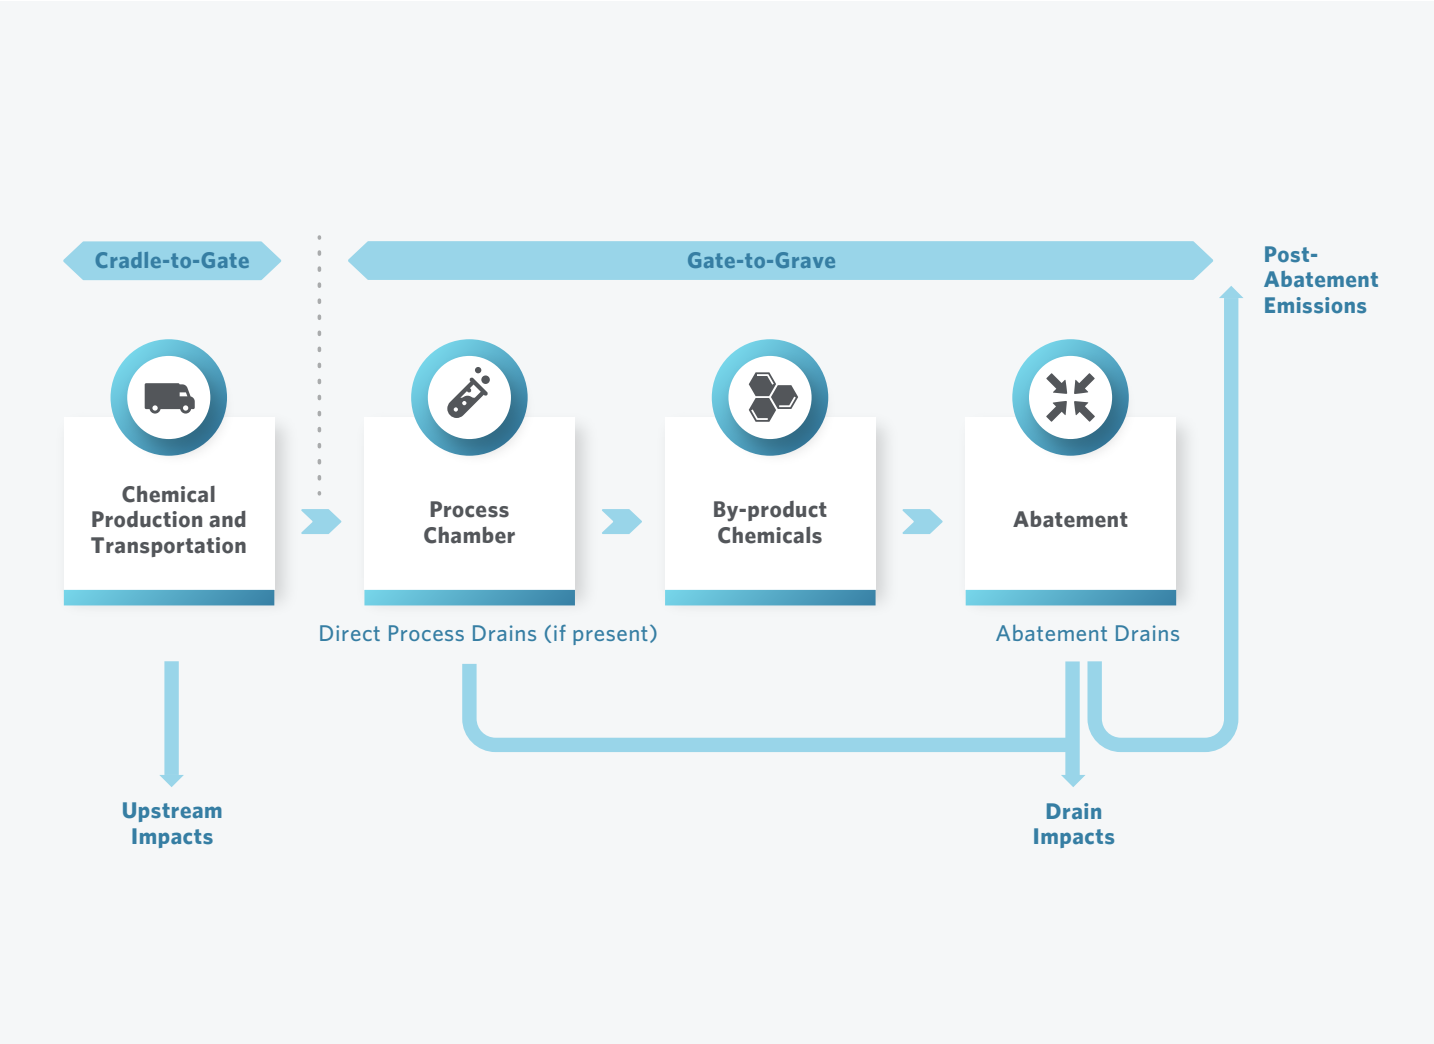 Cradle-to-Gate
Gate-to-Grave
Post-
Abatement
Emissions
Chemical
Production and
Transportation
Process
Chamber
By-product
Chemicals
Abatement
Direct Process Drains (if present)
Abatement Drains
Upstream
Impacts
Drain
Impacts